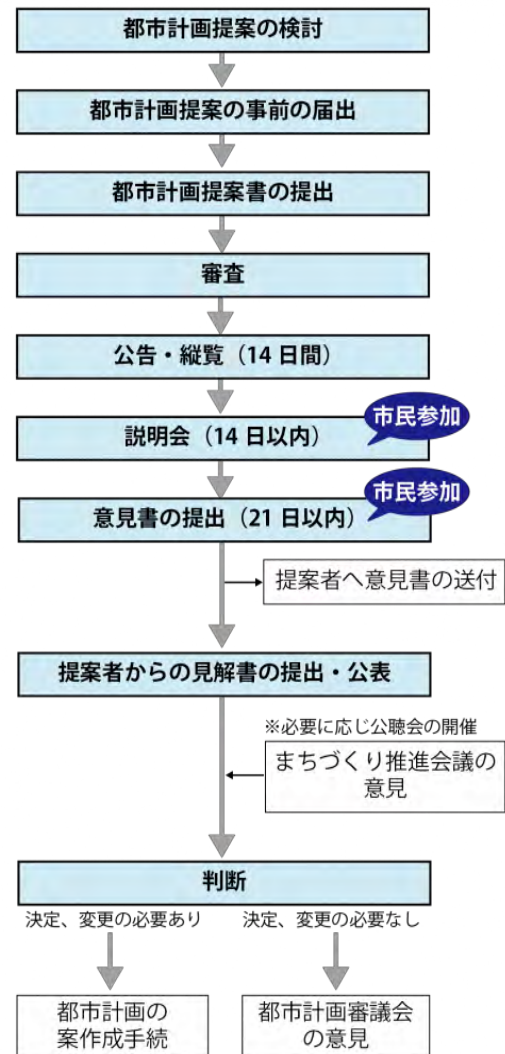 都市計画提案の検討
都市計画提案の事前の届出
都市計画提案書の提出
審査
公告・縦覧（14 日間）
市民参加
説明会（14 日以内）
市民参加
意見書の提出（21 日以内）
提案者へ意見書の送付
提案者からの見解書の提出・公表
※必要に応じ公聴会の開催
まちづくり推進会議の
意見
判断
決定、変更の必要あり
決定、変更の必要なし
都市計画の
案作成手続
都市計画審議会
の意見